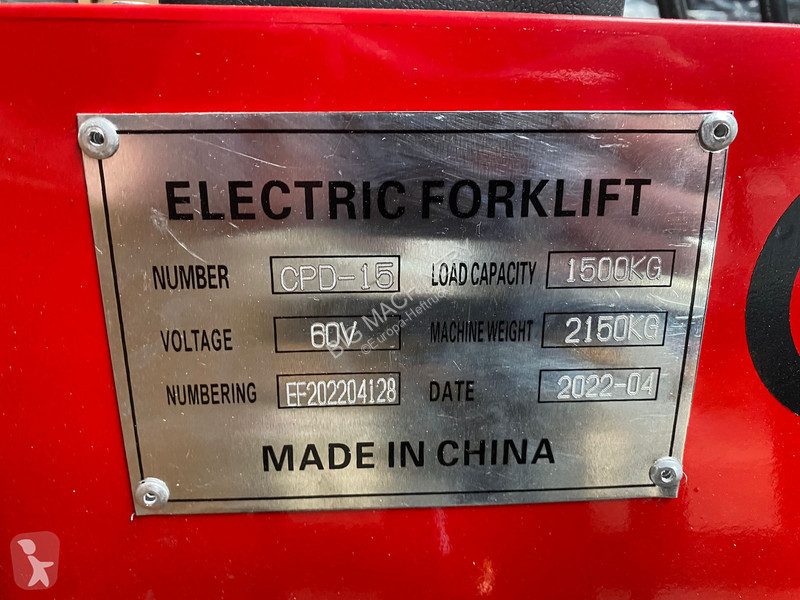 ELECTRIC FORKLIFT
NUMBER CPD-15 LOAD CAPACITY 1500KG
VOLTAGE 60V MACHINE WEIGHT 2150KG
NUMBERING EF202204128 DATE 2022-04
MADE IN CHINA